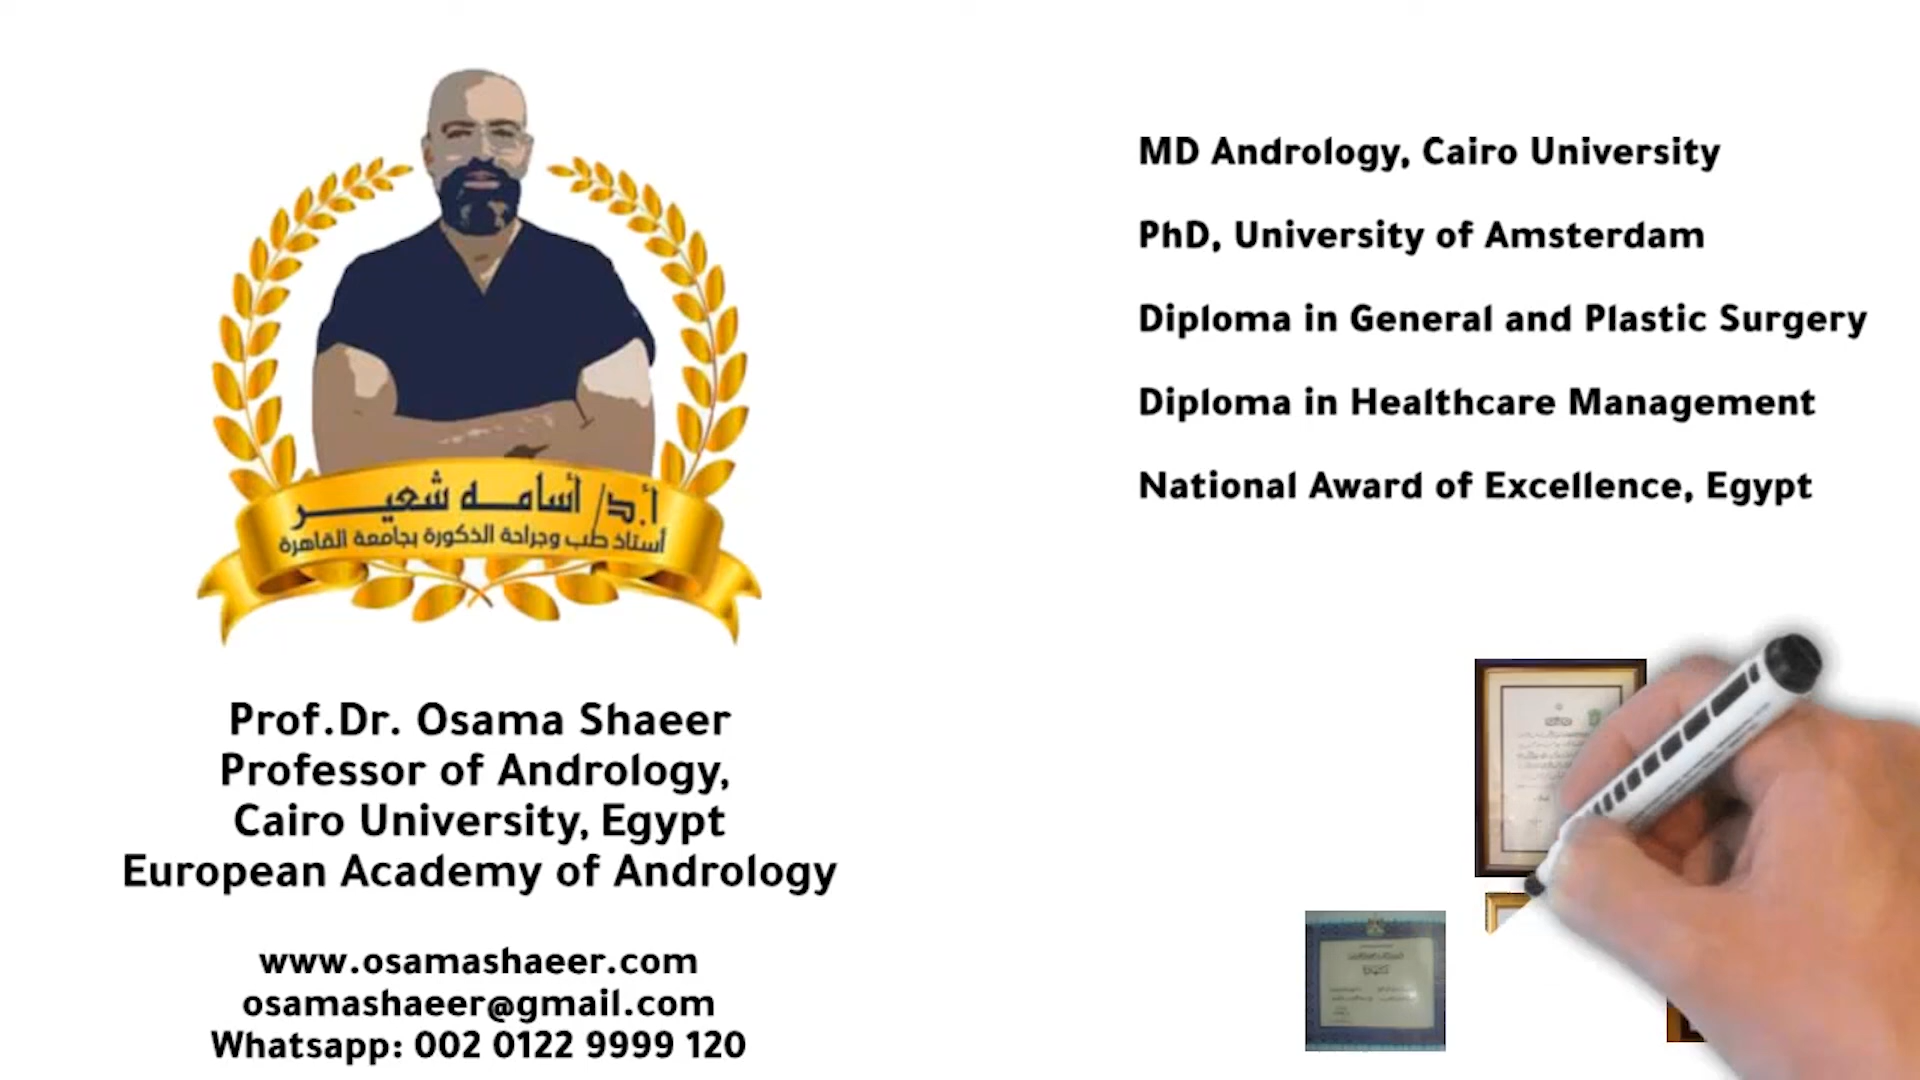 أ.د/ أسامه شعير
أستاذ طب وجراحة الذكورة بجامعة القاهرة
Prof.Dr. Osama Shaeer
Professor of Andrology,
Cairo University, Egypt
European Academy of Andrology
www.osamashaeer.com
osamashaeer@gmail.com
Whatsapp: 002 0122 9999 120
MD Andrology, Cairo University
PhD, University of Amsterdam
Diploma in General and Plastic Surgery
Diploma in Healthcare Management
National Award of Excellence, Egypt